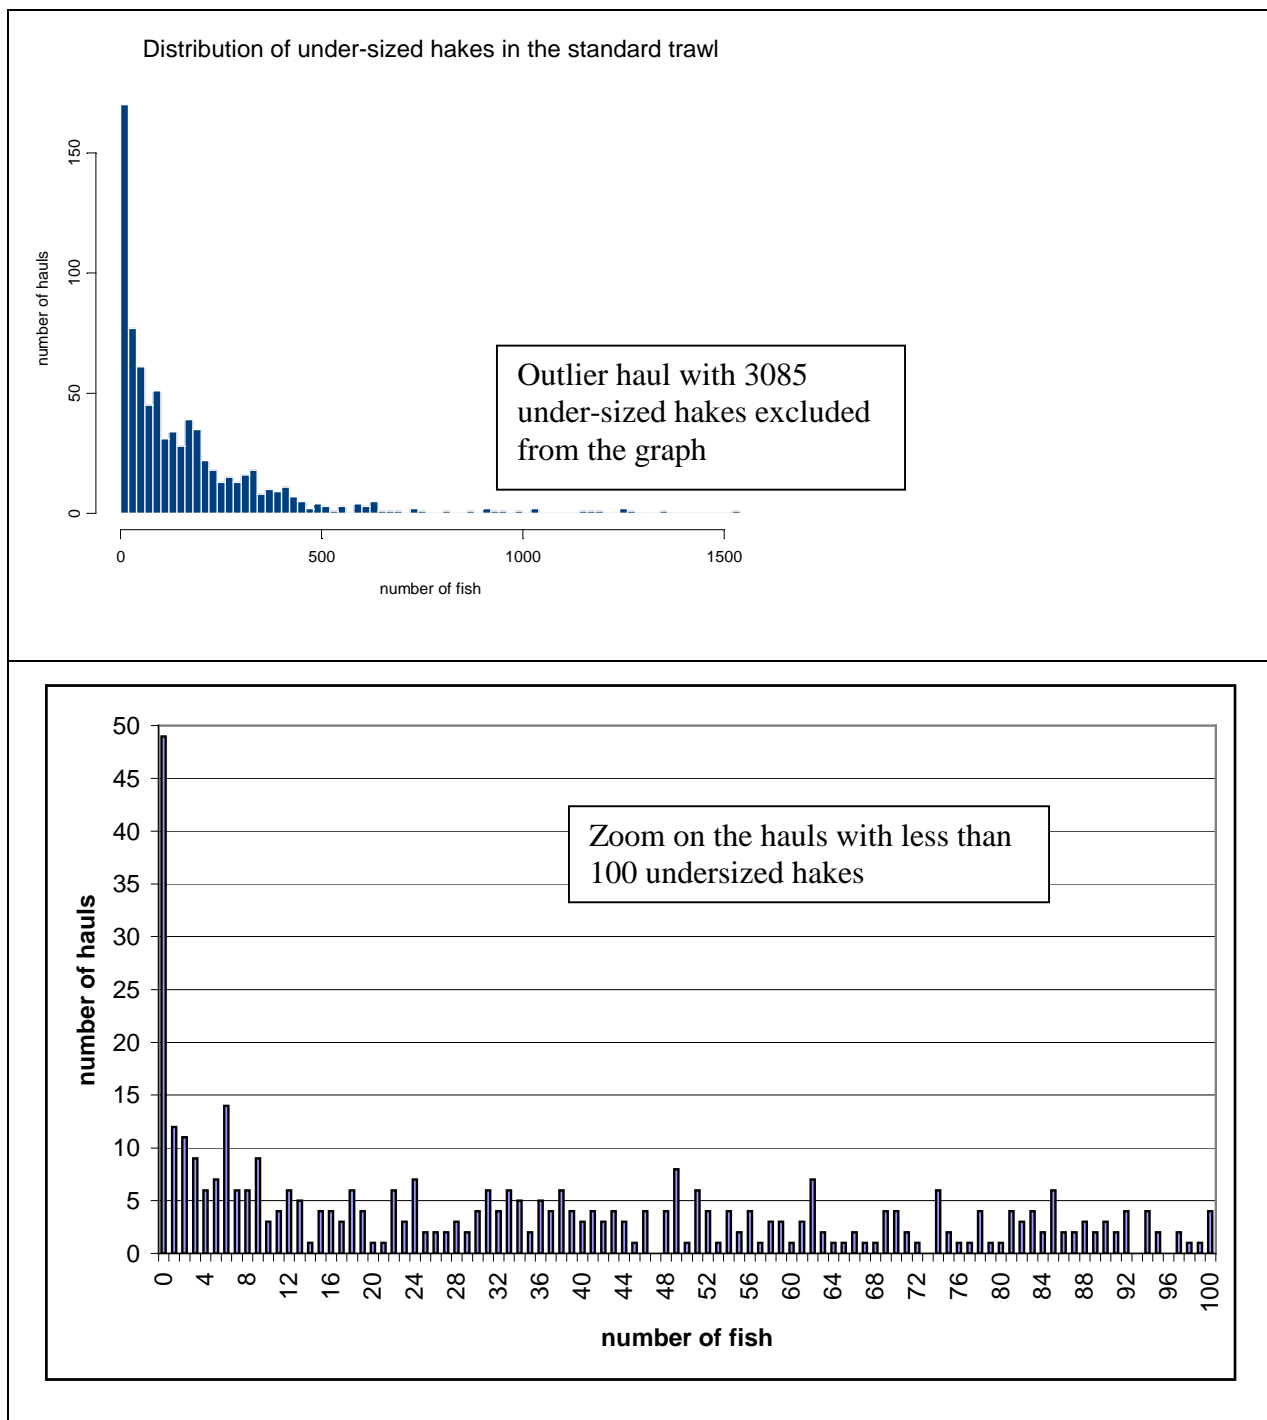 Distribution of under-sized hakes in the standard trawl
150
100
50
0
number of hauls
Outlier haul with 3085
under-sized hakes excluded
from the graph
0 500 1000 1500
number of fish
50
45
40
35
30
25
20
15
10
5
0
number of hauls
Zoom on the hauls with less than
100 undersized hakes
0 4 8 12 16 20 24 28 32 36 40 44 48 52 56 60 64 68 72 76 80 84 88 92 96 100
number of fish